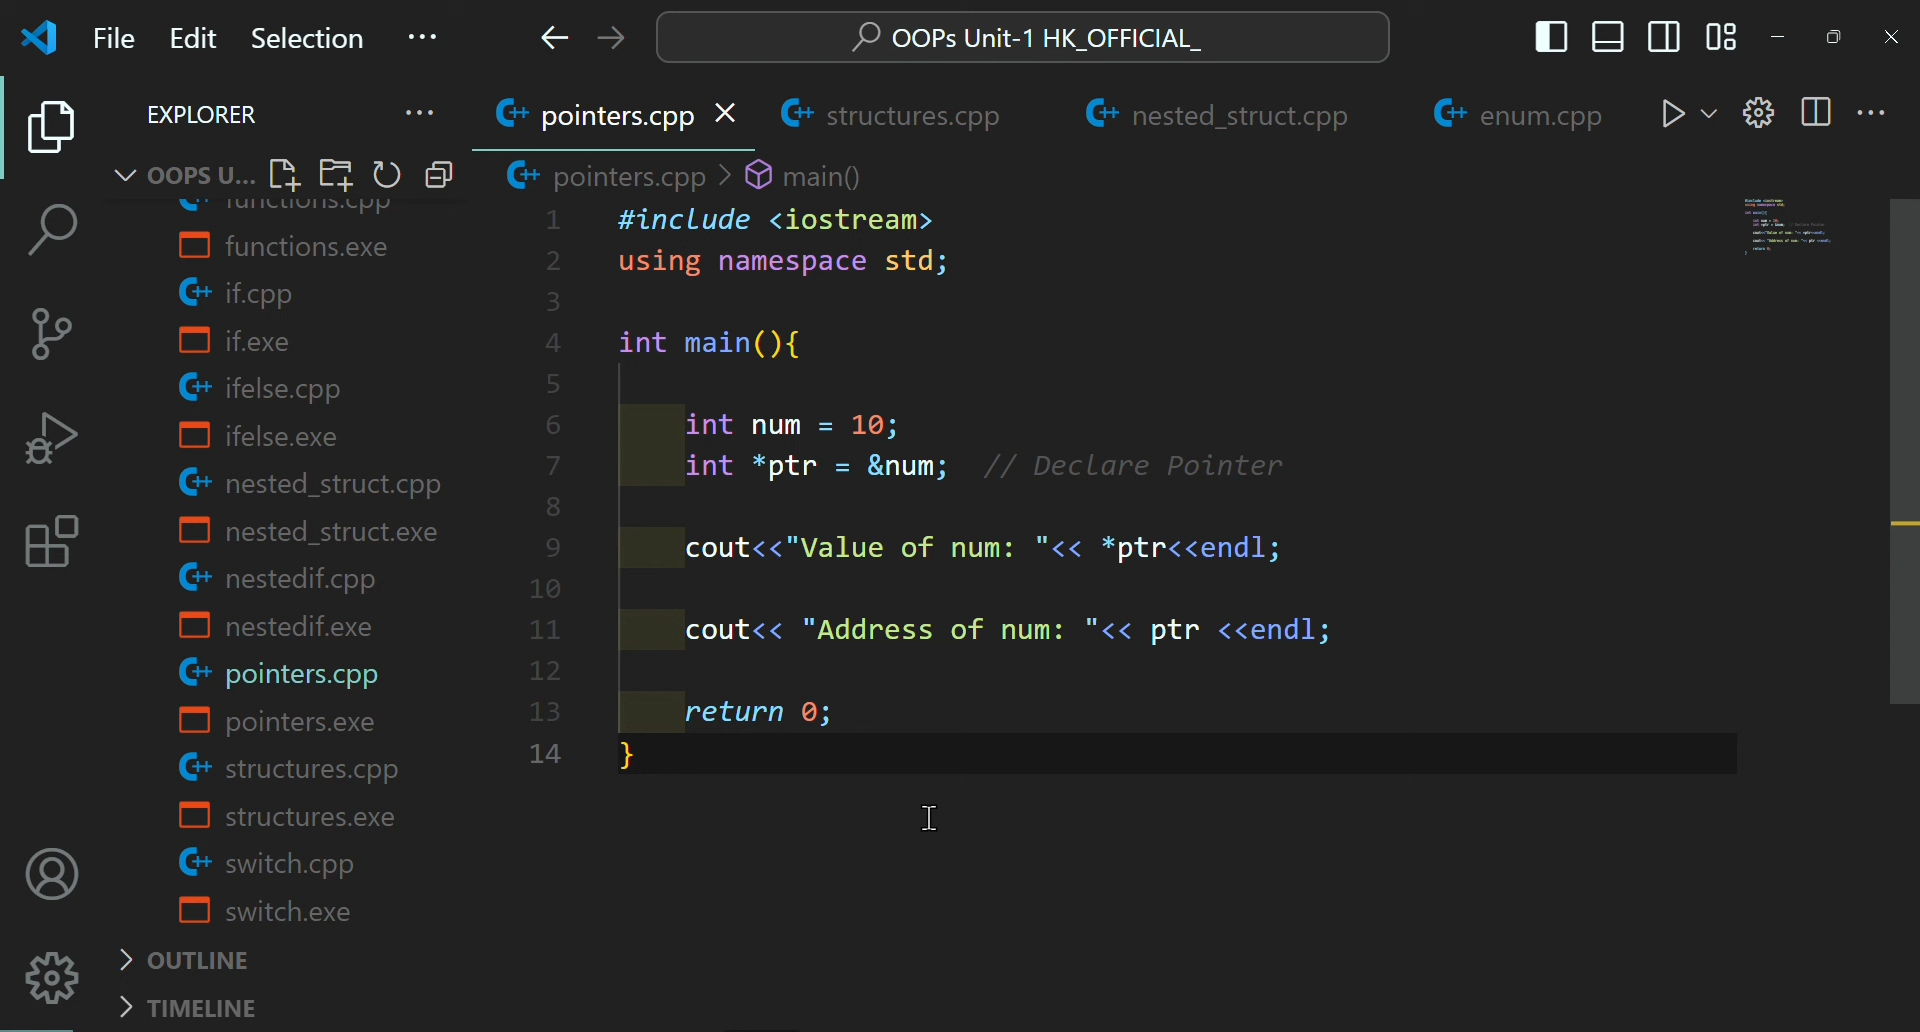 File Edit Selection ··· OOPs Unit-1 HK_OFFICIAL_
EXPLORER ···
pointers.cpp structures.cpp nested_struct.cpp enum.cpp
OOPS U...
pointers.cpp > main()
functions.cpp
functions.exe
if.cpp
if.exe
ifelse.cpp
ifelse.exe
nested_struct.cpp
nested_struct.exe
nestedif.cpp
nestedif.exe
pointers.cpp
pointers.exe
structures.cpp
structures.exe
switch.cpp
switch.exe
OUTLINE
TIMELINE
1 #include <iostream>
2 using namespace std;
3
4 int main(){
5
6 int num = 10;
7 int *ptr = &num; // Declare Pointer
8
9 cout<<"Value of num: "<< *ptr<<endl;
10
11 cout<< "Address of num: "<< ptr <<endl;
12
13 return 0;
14 }